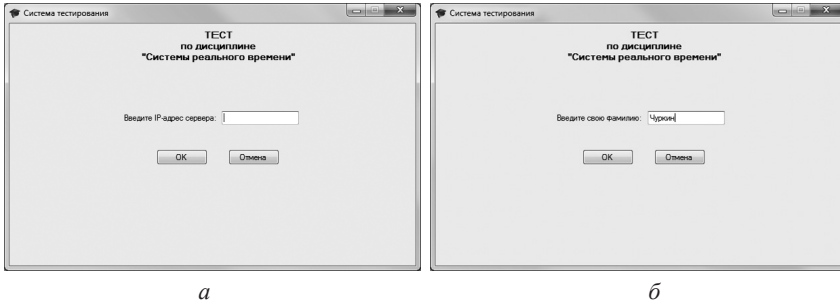 Система тестирования
ТЕСТ
по дисциплине
"Системы реального времени"
Введите IP-адрес сервера:
OK Отмена
а
Система тестирования
ТЕСТ
по дисциплине
"Системы реального времени"
Введите свою фамилию: Чуркин
OK Отмена
б